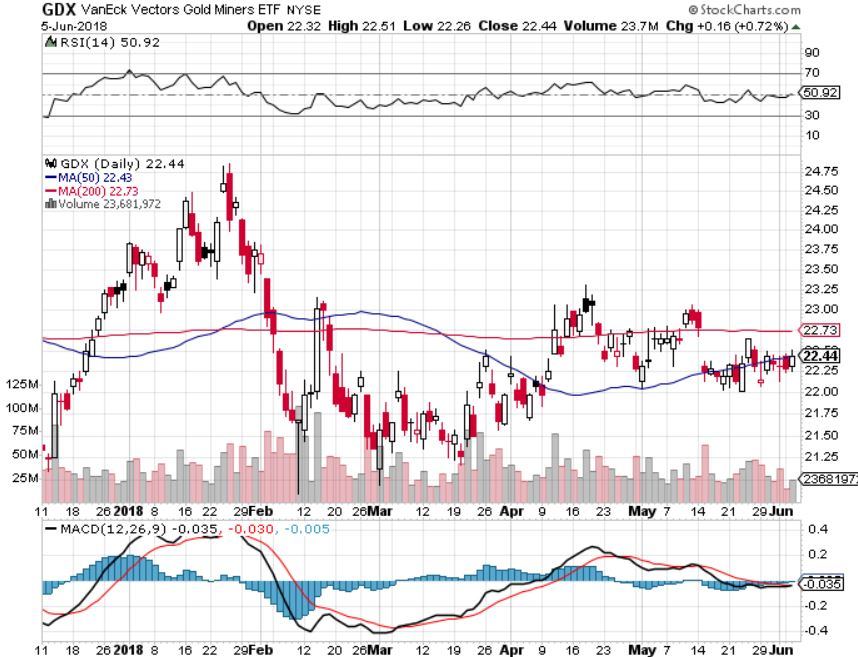 GDX VanEck Vectors Gold Miners ETF NYSE © StockCharts.com
5-Jun-2018 Open 22.32 High 22.51 Low 22.26 Close 22.44 Volume 23.7M Chg +0.16 (+0.72%)
RSI(14) 50.92
90
70
50.92
30
10
GDX (Daily) 22.44
MA(50) 22.43
MA(200) 22.73
Volume 23,681,972
24.75
24.50
24.25
24.00
23.75
23.50
23.25
23.00
22.73
22.44
22.25
22.00
21.75
21.50
21.25
125M
100M
75M
50M
25M
2368197
11 18 26 2018 8 16 22 29 Feb 12 20 26 Mar 12 19 26 Apr 9 16 23 May 7 14 21 29 Jun
MACD(12,26,9) -0.035, -0.030, -0.005
0.4
0.2
-0.035
-0.2
-0.4
11 18 26 2018 8 16 22 29 Feb 12 20 26 Mar 12 19 26 Apr 9 16 23 May 7 14 21 29 Jun